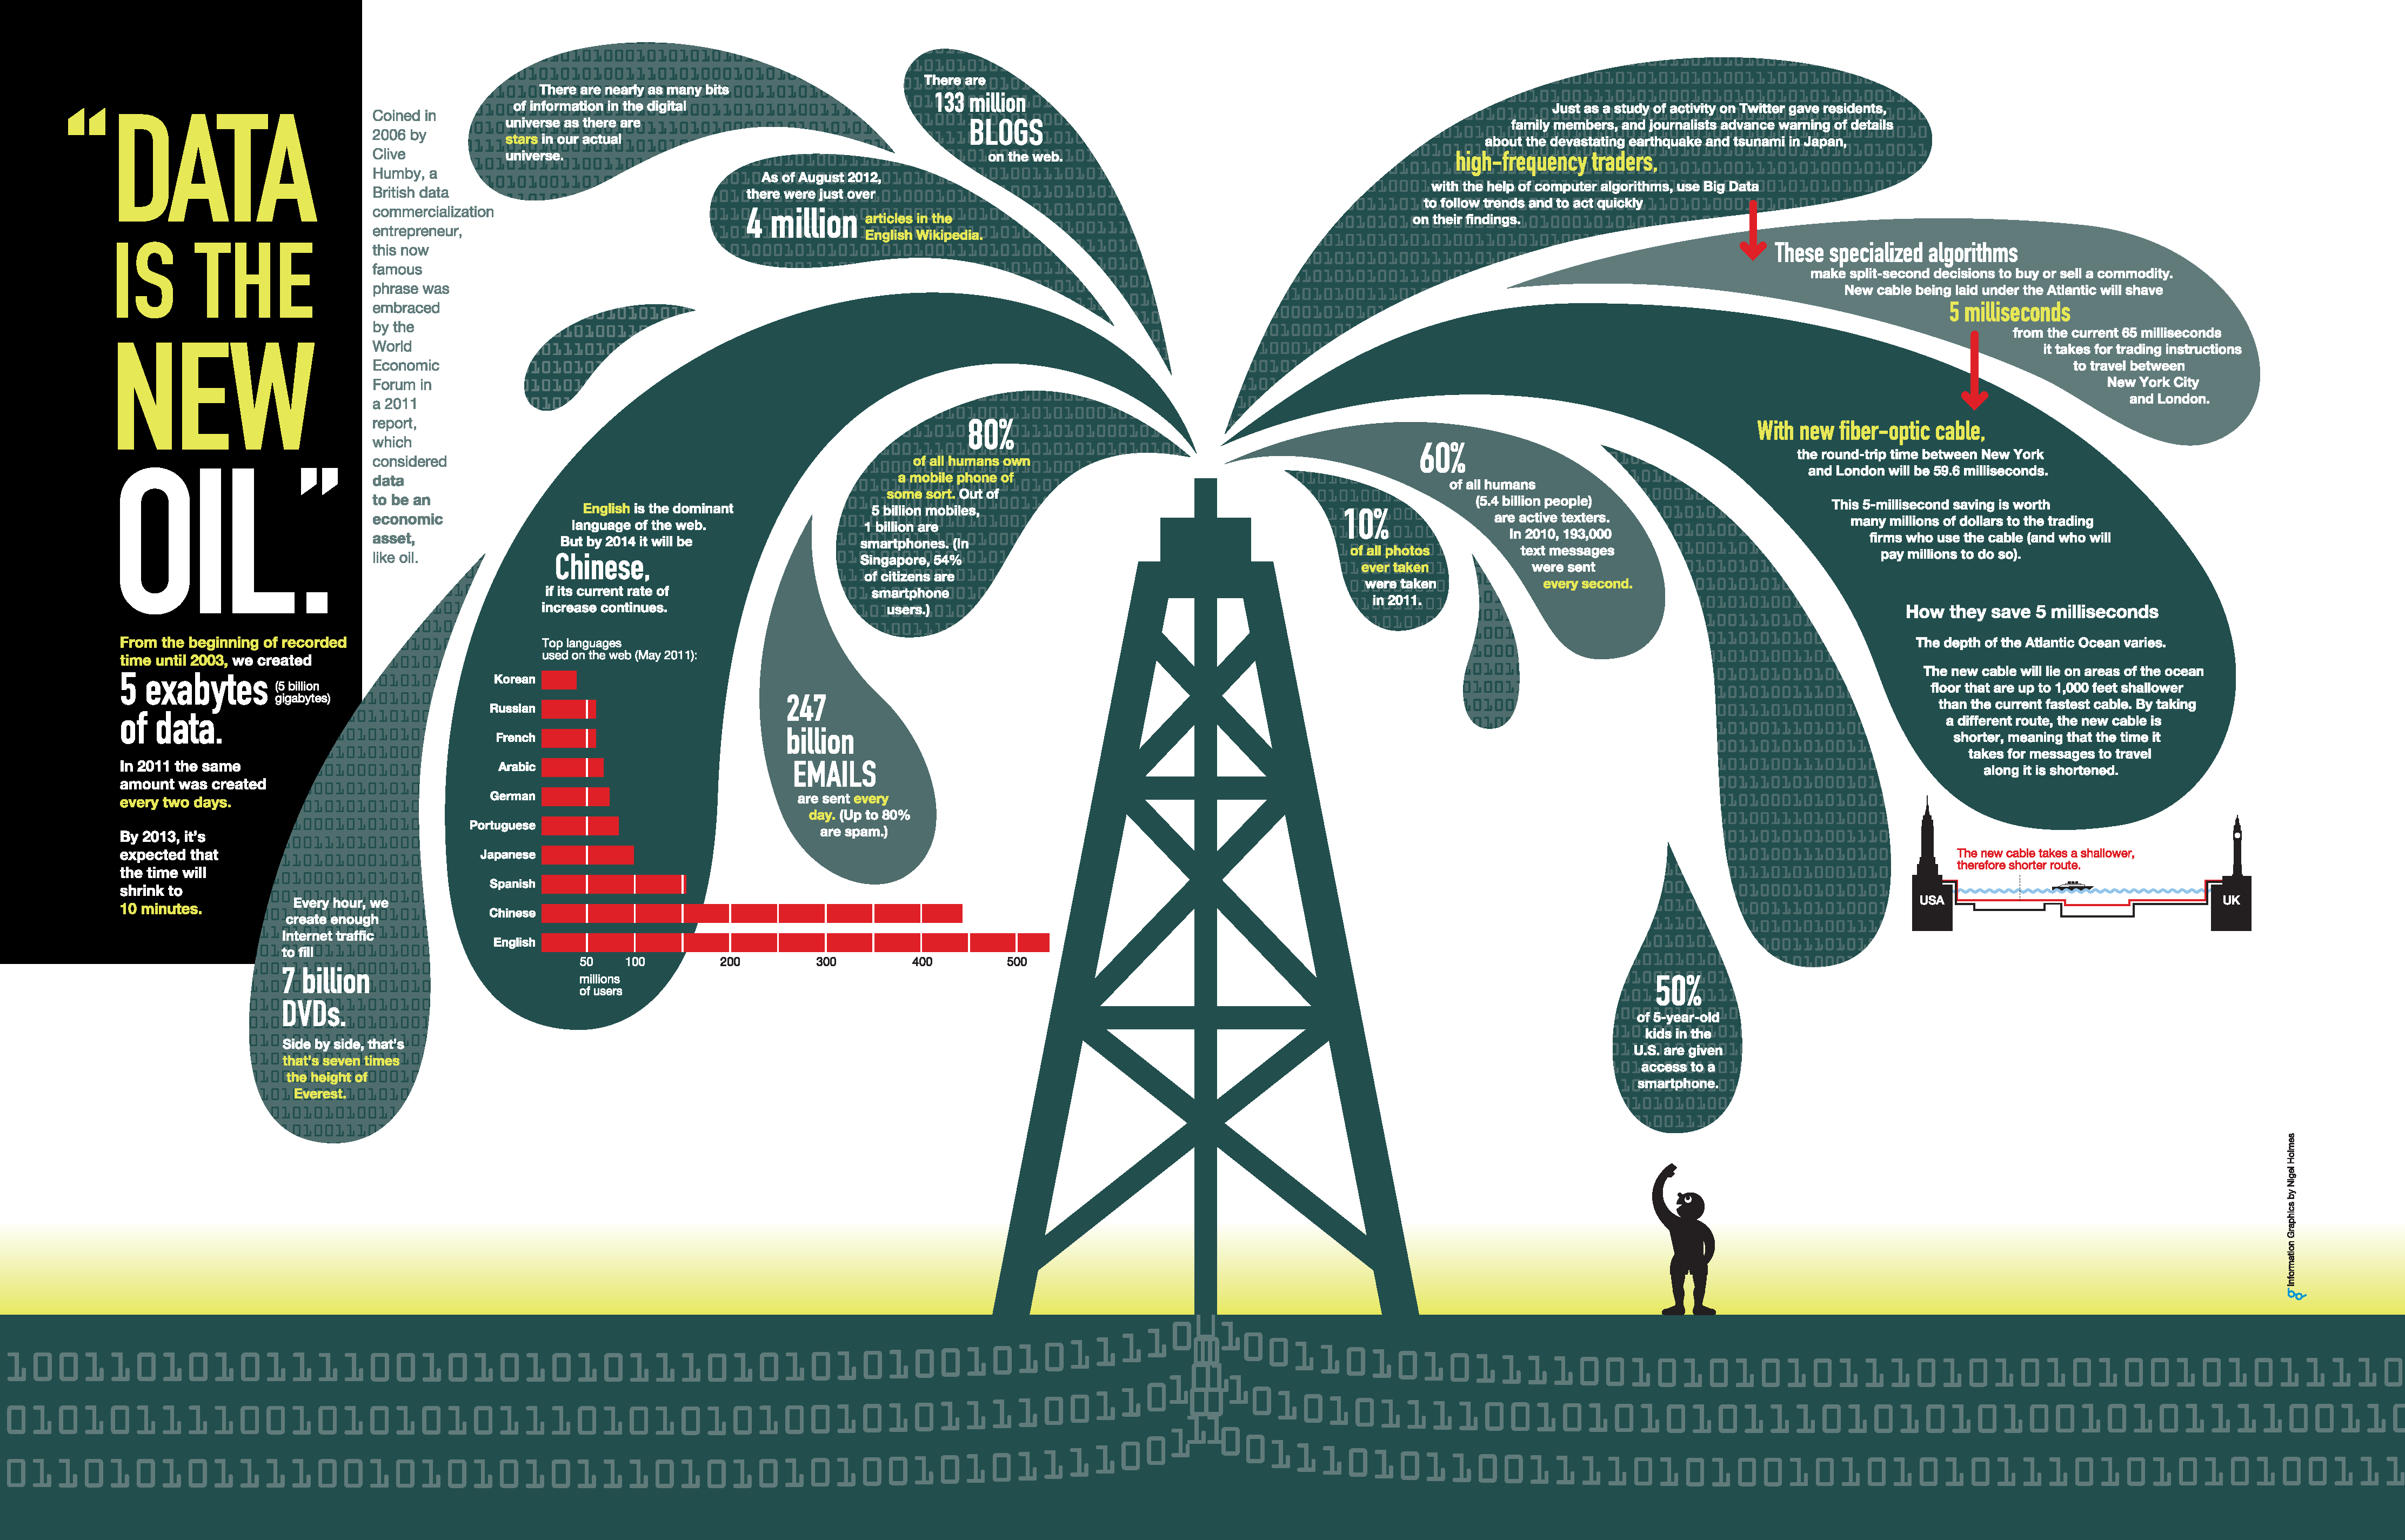 “DATA
IS THE
NEW
OIL.”
From the beginning of recorded
time until 2003, we created
5 exabytes (5 billion
gigabytes)
of data.
In 2011 the same
amount was created
every two days.
By 2013, it's
expected that
the time will
shrink to
10 minutes.
Coined in
2006 by
Clive
Humby, a
British data
commercialization
entrepreneur,
this now
famous
phrase was
embraced
by the
World
Economic
Forum in
a 2011
report,
which
considered
data
to be an
economic
asset,
like oil.
Every hour, we
create enough
Internet traffic
to fill
7 billion
DVDs.
Side by side, that's
that's seven times
the height of
Everest.
There are nearly as many bits
of information in the digital
universe as there are
stars in our actual
universe.
As of August 2012,
there were just over
4 million articles in the
English Wikipedia.
There are
133 million
BLOGS
on the web.
English is the dominant
language of the web.
But by 2014 it will be
Chinese,
if its current rate of
increase continues.
Top languages
used on the web (May 2011):
Korean
Russian
French
Arabic
German
Portuguese
Japanese
Spanish
Chinese
English
50 100 200 300 400 500
millions
of users
80%
of all humans own
a mobile phone of
some sort. Out of
5 billion mobiles,
1 billion are
smartphones. (In
Singapore, 54%
of citizens are
smartphone
users.)
247
billion
EMAILS
are sent every
day. (Up to 80%
are spam.)
Just as a study of activity on Twitter gave residents,
family members, and journalists advance warning of details
about the devastating earthquake and tsunami in Japan,
high-frequency traders,
with the help of computer algorithms, use Big Data
to follow trends and to act quickly
on their findings.
These specialized algorithms
make split-second decisions to buy or sell a commodity.
New cable being laid under the Atlantic will shave
5 milliseconds
from the current 65 milliseconds
it takes for trading instructions
to travel between
New York City
and London.
With new fiber-optic cable,
the round-trip time between New York
and London will be 59.6 milliseconds.
This 5-millisecond saving is worth
many millions of dollars to the trading
firms who use the cable (and who will
pay millions to do so).
How they save 5 milliseconds
The depth of the Atlantic Ocean varies.
The new cable will lie on areas of the ocean
floor that are up to 1,000 feet shallower
than the current fastest cable. By taking
a different route, the new cable is
shorter, meaning that the time it
takes for messages to travel
along it is shortened.
The new cable takes a shallower,
therefore shorter route.
USA
UK
10%
of all photos
ever taken
were taken
in 2011.
60%
of all humans
(5.4 billion people)
are active texters.
In 2010, 193,000
text messages
were sent
every second.
50%
of 5-year-old
kids in the
U.S. are given
access to a
smartphone.
Information Graphics by Nigel Holmes